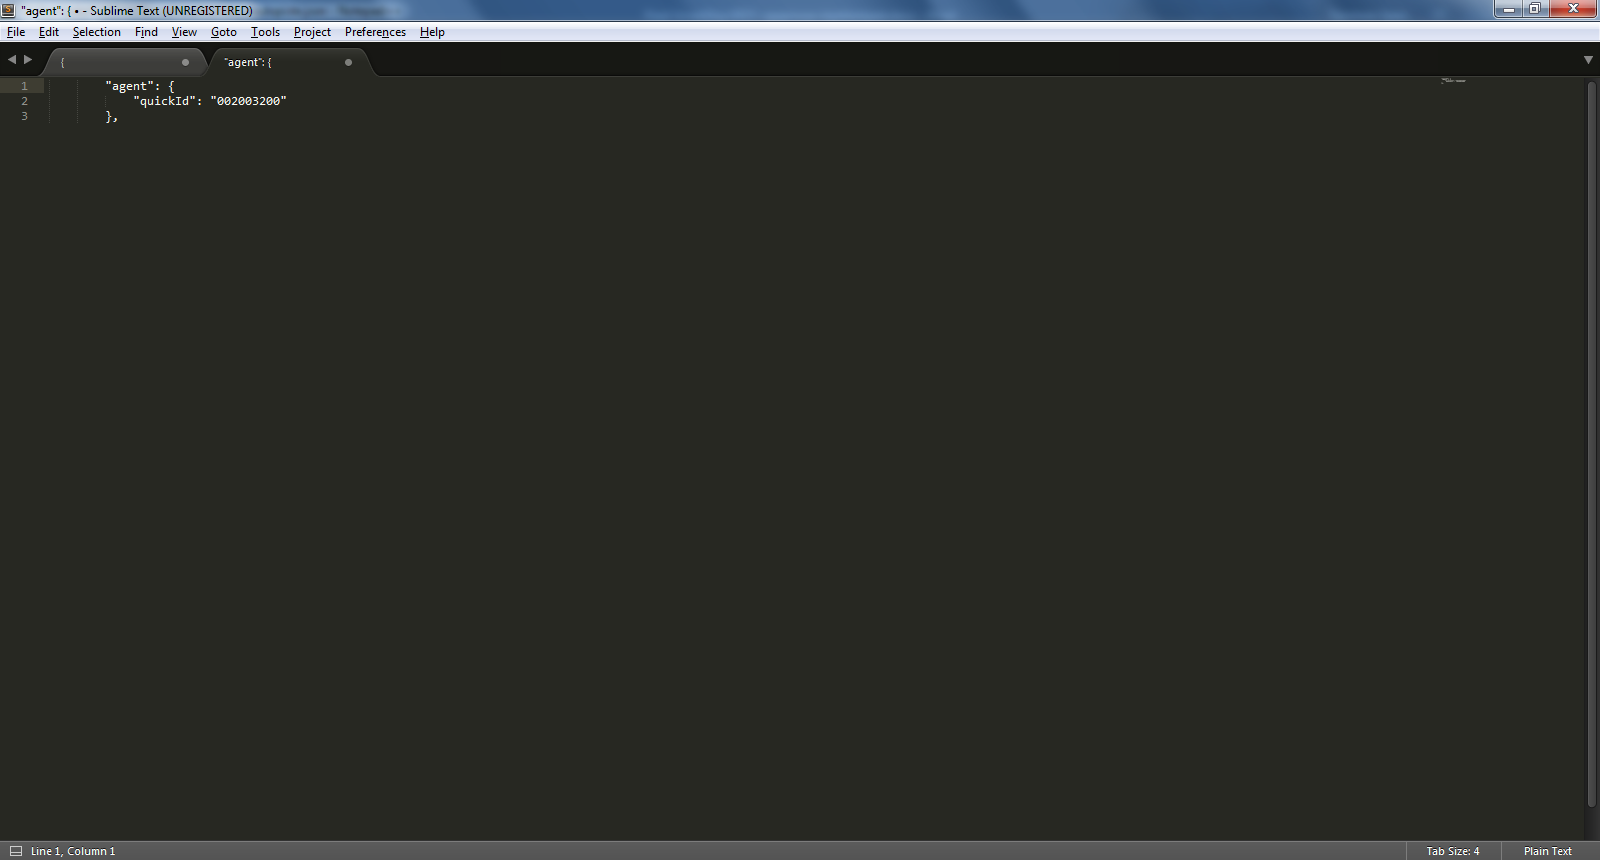 "agent": { • - Sublime Text (UNREGISTERED)
File Edit Selection Find View Goto Tools Project Preferences Help
{ "agent": {
1 "agent": {
2 "quickId": "002003200"
3 },
Line 1, Column 1 Tab Size: 4 Plain Text